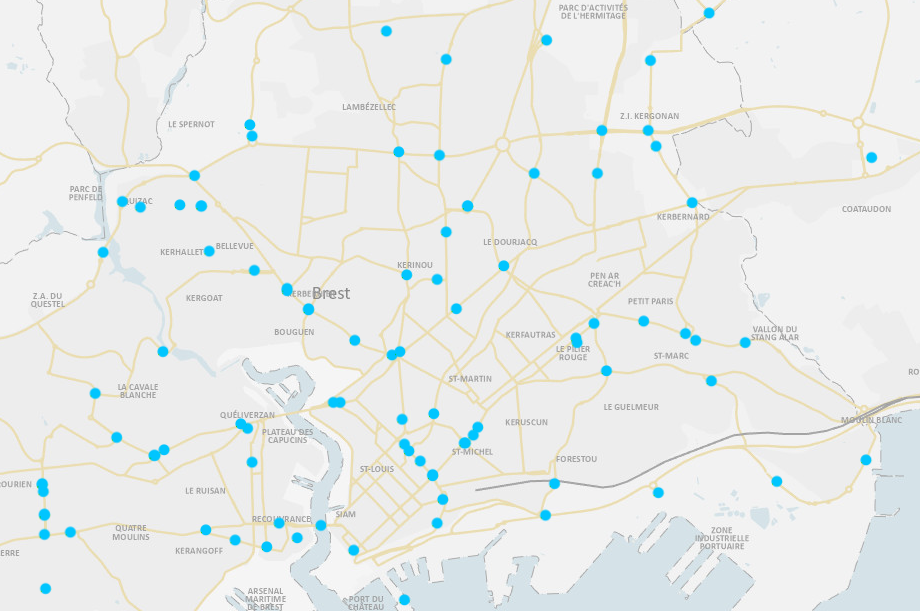 PARC D'ACTIVITÉS
DE L'HERMITAGE
LAMBÉZELLEC
Z.I. KERGONAN
LE SPERNOT
PARC DE
PENFELD
COATAUDON
KERBERNARD
LE DOURJACQ
BELLEVUE
KERHALLET
KERINOU
PEN AR
CREAC'H
Brest
KERGOAT
Z.A. DU
QUESTEL
PETIT PARIS
BOUGUEN
KERFAUTRAS
VALLON DU
STANG ALAR
LE PILIER
ROUGE
ST-MARC
ST-MARTIN
LA CAVALE
BLANCHE
LE GUELMEUR
QUÉLIVERZAN
KERUSCUN
MOULIN BLANC
PLATEAU DES
CAPUCINS
ST-MICHEL
FORESTOU
ST-LOUIS
LE RUISAN
SIAM
RECOUVRANCE
QUATRE
MOULINS
ZONE
INDUSTRIELLE
PORTUAIRE
KERANGOFF
ARSENAL
MARITIME
DE BREST
PORT DU
CHÂTEAU